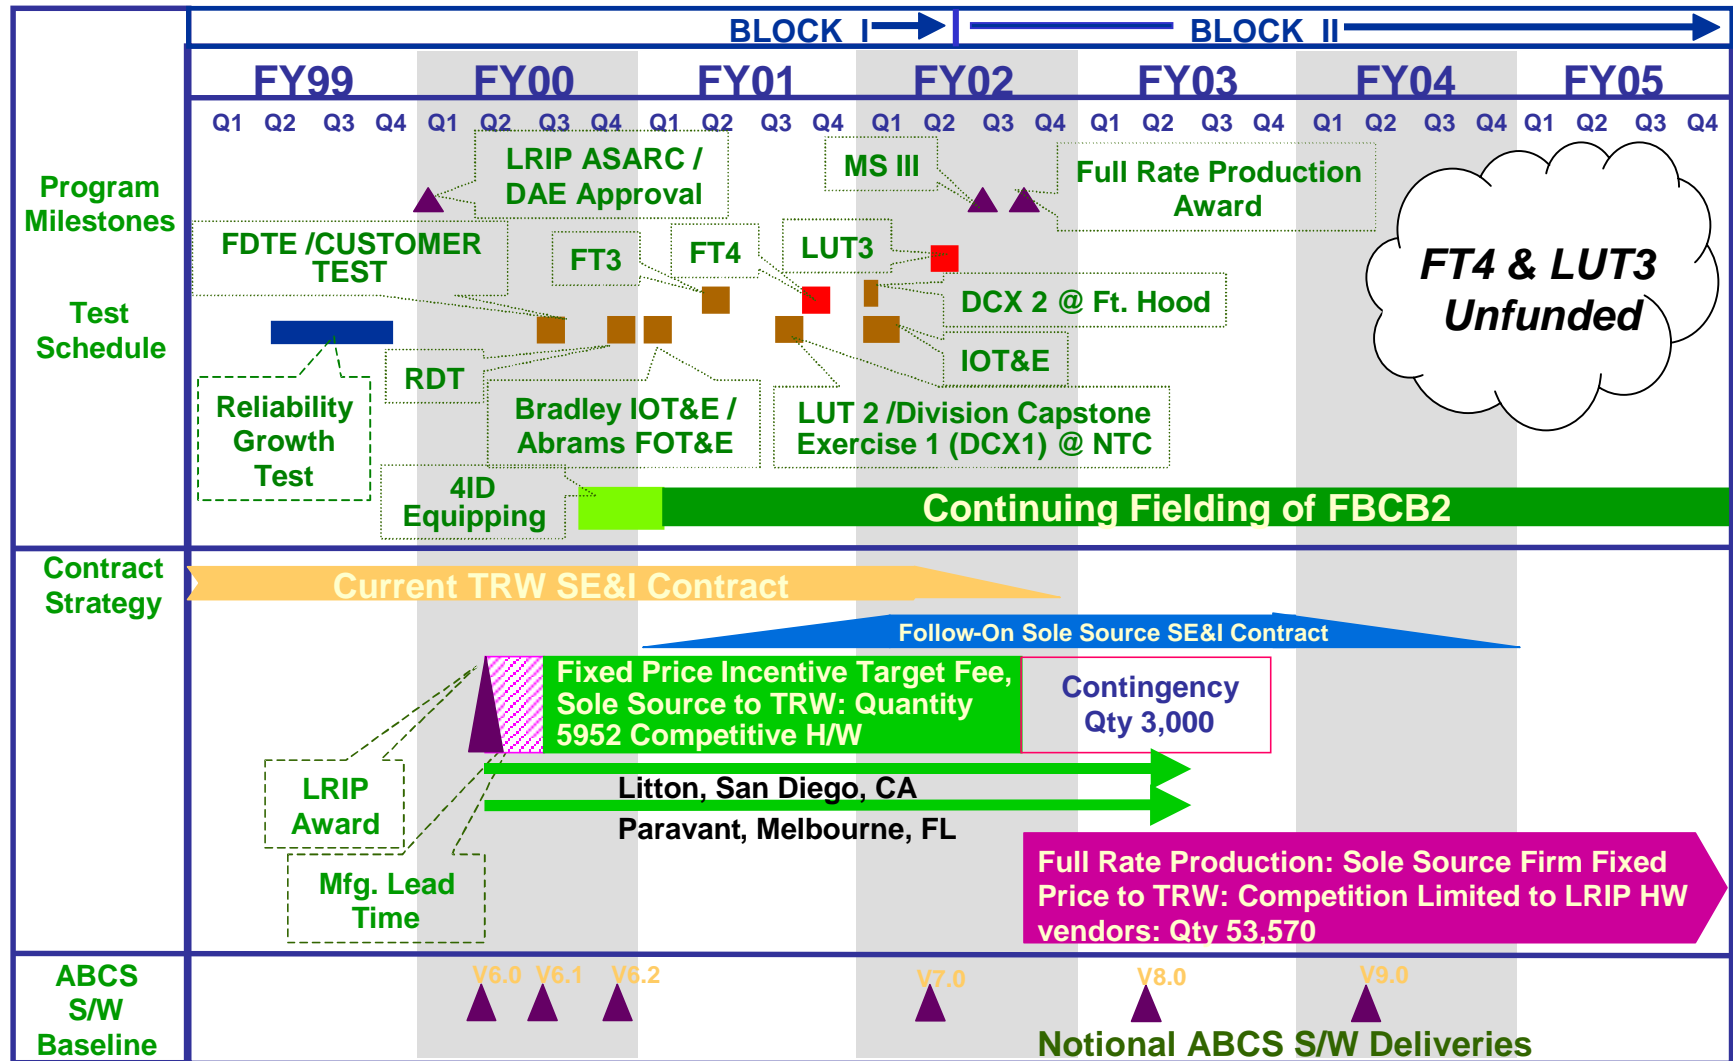 BLOCK I
BLOCK II
FY99 FY00 FY01 FY02 FY03 FY04 FY05
Q1 Q2 Q3 Q4 Q1 Q2 Q3 Q4 Q1 Q2 Q3 Q4 Q1 Q2 Q3 Q4 Q1 Q2 Q3 Q4 Q1 Q2 Q3 Q4 Q1 Q2 Q3 Q4
Program
Milestones
LRIP ASARC /
DAE Approval
MS III
Full Rate Production
Award
FDTE /CUSTOMER
TEST
FT3
FT4
LUT3
FT4 & LUT3
Unfunded
Test
Schedule
DCX 2 @ Ft. Hood
IOT&E
RDT
Reliability
Growth
Test
Bradley IOT&E /
Abrams FOT&E
LUT 2 /Division Capstone
Exercise 1 (DCX1) @ NTC
4ID
Equipping
Continuing Fielding of FBCB2
Contract
Strategy
Current TRW SE&I Contract
Follow-On Sole Source SE&I Contract
Fixed Price Incentive Target Fee,
Sole Source to TRW: Quantity
5952 Competitive H/W
Contingency
Qty 3,000
LRIP
Award
Litton, San Diego, CA
Paravant, Melbourne, FL
Mfg. Lead
Time
Full Rate Production: Sole Source Firm Fixed
Price to TRW: Competition Limited to LRIP HW
vendors: Qty 53,570
ABCS
S/W
Baseline
V6.0 V6.1 V6.2 V7.0 V8.0 V9.0
Notional ABCS S/W Deliveries